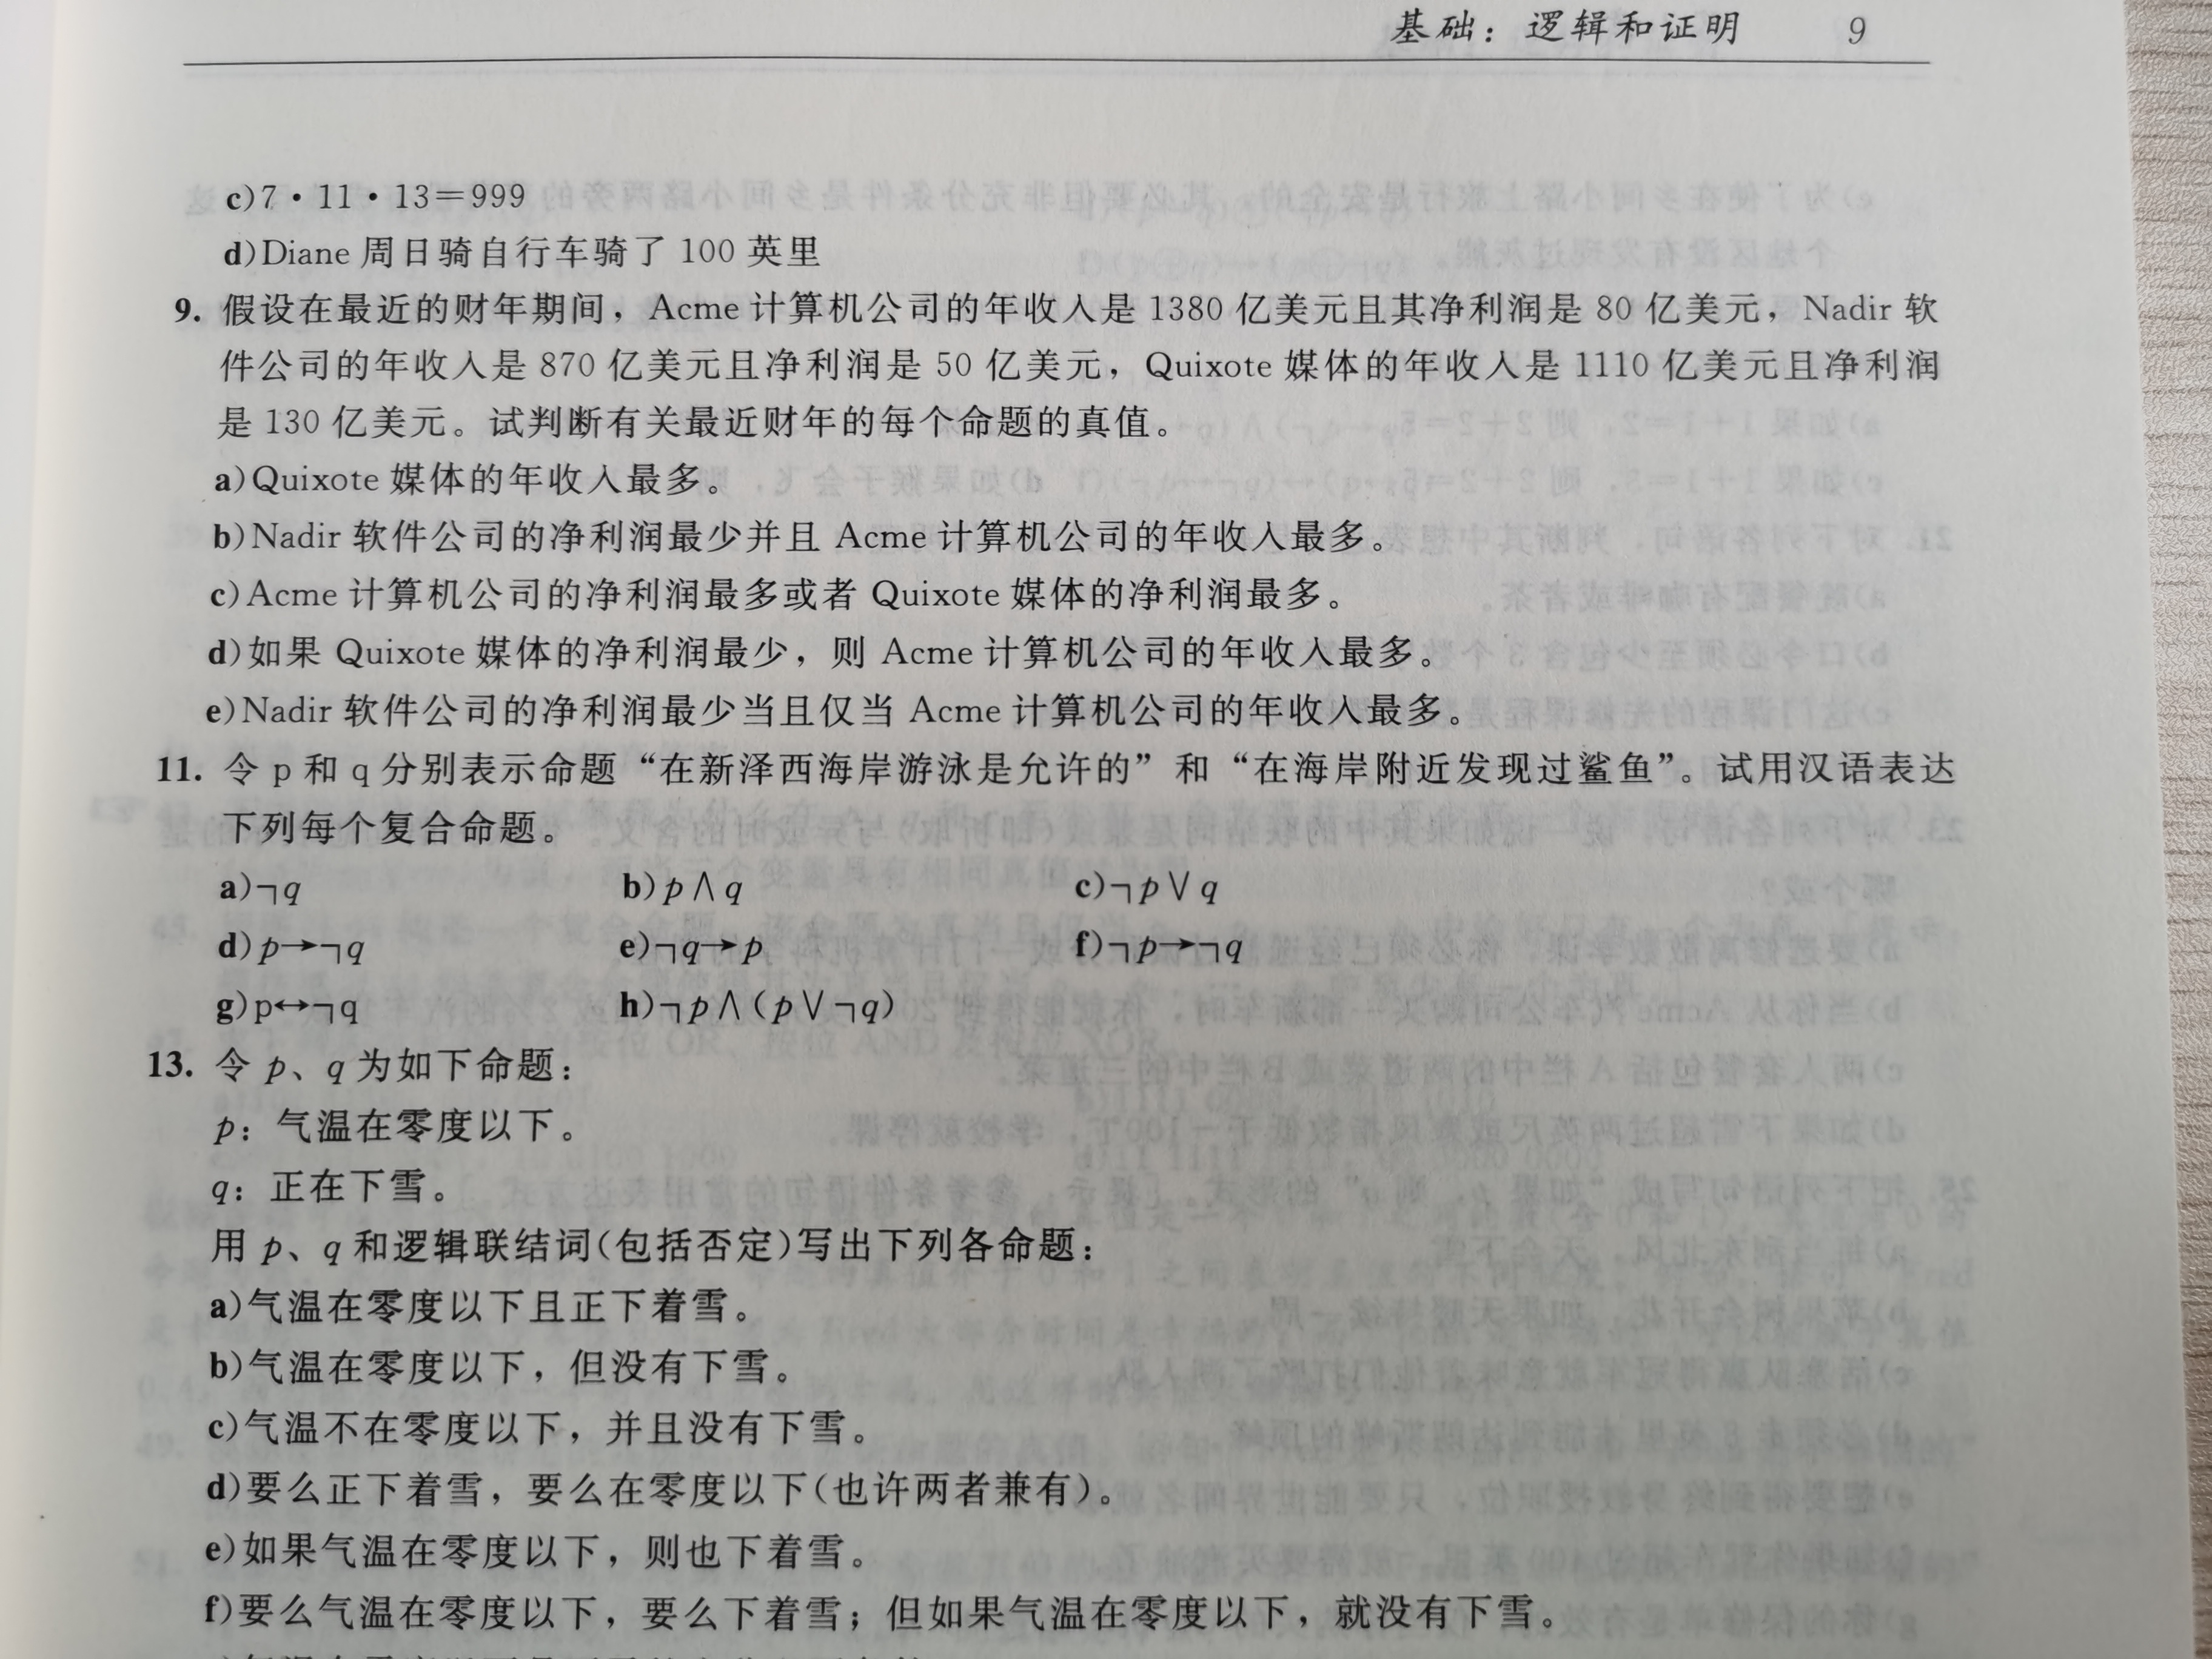 基础：逻辑和证明 9
c)7·11·13=999
d)Diane 周日骑自行车骑了 100 英里
9. 假设在最近的财年期间，Acme 计算机公司的年收入是 1380 亿美元且其净利润是 80 亿美元，Nadir 软
件公司的年收入是 870 亿美元且净利润是 50 亿美元，Quixote 媒体的年收入是 1110 亿美元且净利润
是 130 亿美元。试判断有关最近财年的每个命题的真值。
a)Quixote 媒体的年收入最多。
b)Nadir 软件公司的净利润最少并且 Acme 计算机公司的年收入最多。
c)Acme 计算机公司的净利润最多或者 Quixote 媒体的净利润最多。
d)如果 Quixote 媒体的净利润最少，则 Acme 计算机公司的年收入最多。
e)Nadir 软件公司的净利润最少当且仅当 Acme 计算机公司的年收入最多。
11. 令 p 和 q 分别表示命题“在新泽西海岸游泳是允许的”和“在海岸附近发现过鲨鱼”。试用汉语表达
下列每个复合命题。
a)¬q b)p∧q c)¬p∨q
d)p→¬q e)¬q→p f)¬p→¬q
g)p↔¬q h)¬p∧(p∨¬q)
13. 令 p、q 为如下命题：
p：气温在零度以下。
q：正在下雪。
用 p、q 和逻辑联结词(包括否定)写出下列各命题：
a)气温在零度以下且正下着雪。
b)气温在零度以下，但没有下雪。
c)气温不在零度以下，并且没有下雪。
d)要么正下着雪，要么在零度以下(也许两者兼有)。
e)如果气温在零度以下，则也下着雪。
f)要么气温在零度以下，要么下着雪；但如果气温在零度以下，就没有下雪。